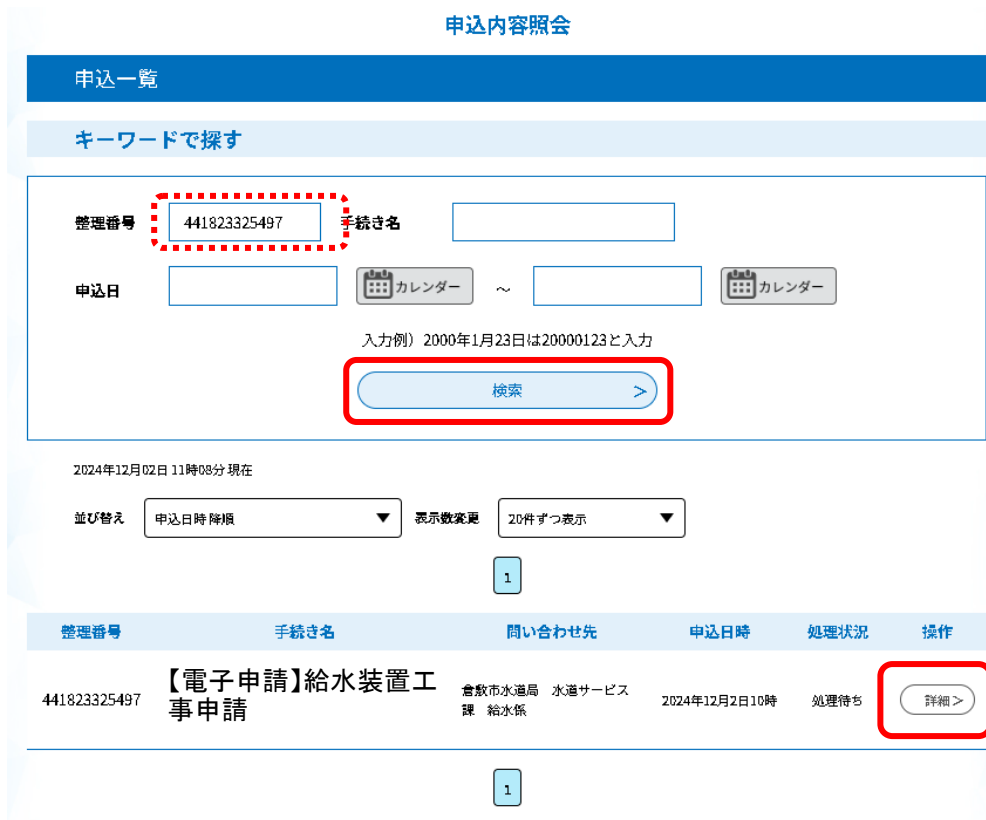 申込内容照会
申込一覧
キーワードで探す
整理番号 441823325497 手続き名
申込日 カレンダー ～ カレンダー
入力例）2000年1月23日は20000123と入力
検索 ＞
2024年12月02日 11時08分 現在
並び替え 申込日時 降順 ▼ 表示数変更 20件ずつ表示 ▼
1
整理番号 手続き名 問い合わせ先 申込日時 処理状況 操作
441823325497 【電子申請】給水装置工 倉敷市水道局　水道サービス 2024年12月2日10時 処理待ち 詳細＞
事申請 課　給水係
1